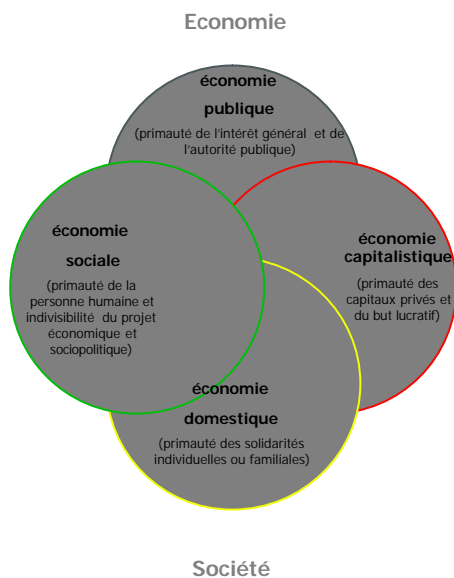 Economie
économie
publique
(primauté de l'intérêt général et de
l'autorité publique)
économie
sociale
(primauté de la
personne humaine et
indivisibilité du projet
économique et
sociopolitique)
économie
capitalistique
(primauté des
capitaux privés et
du but lucratif)
économie
domestique
(primauté des solidarités
individuelles ou familiales)
Société